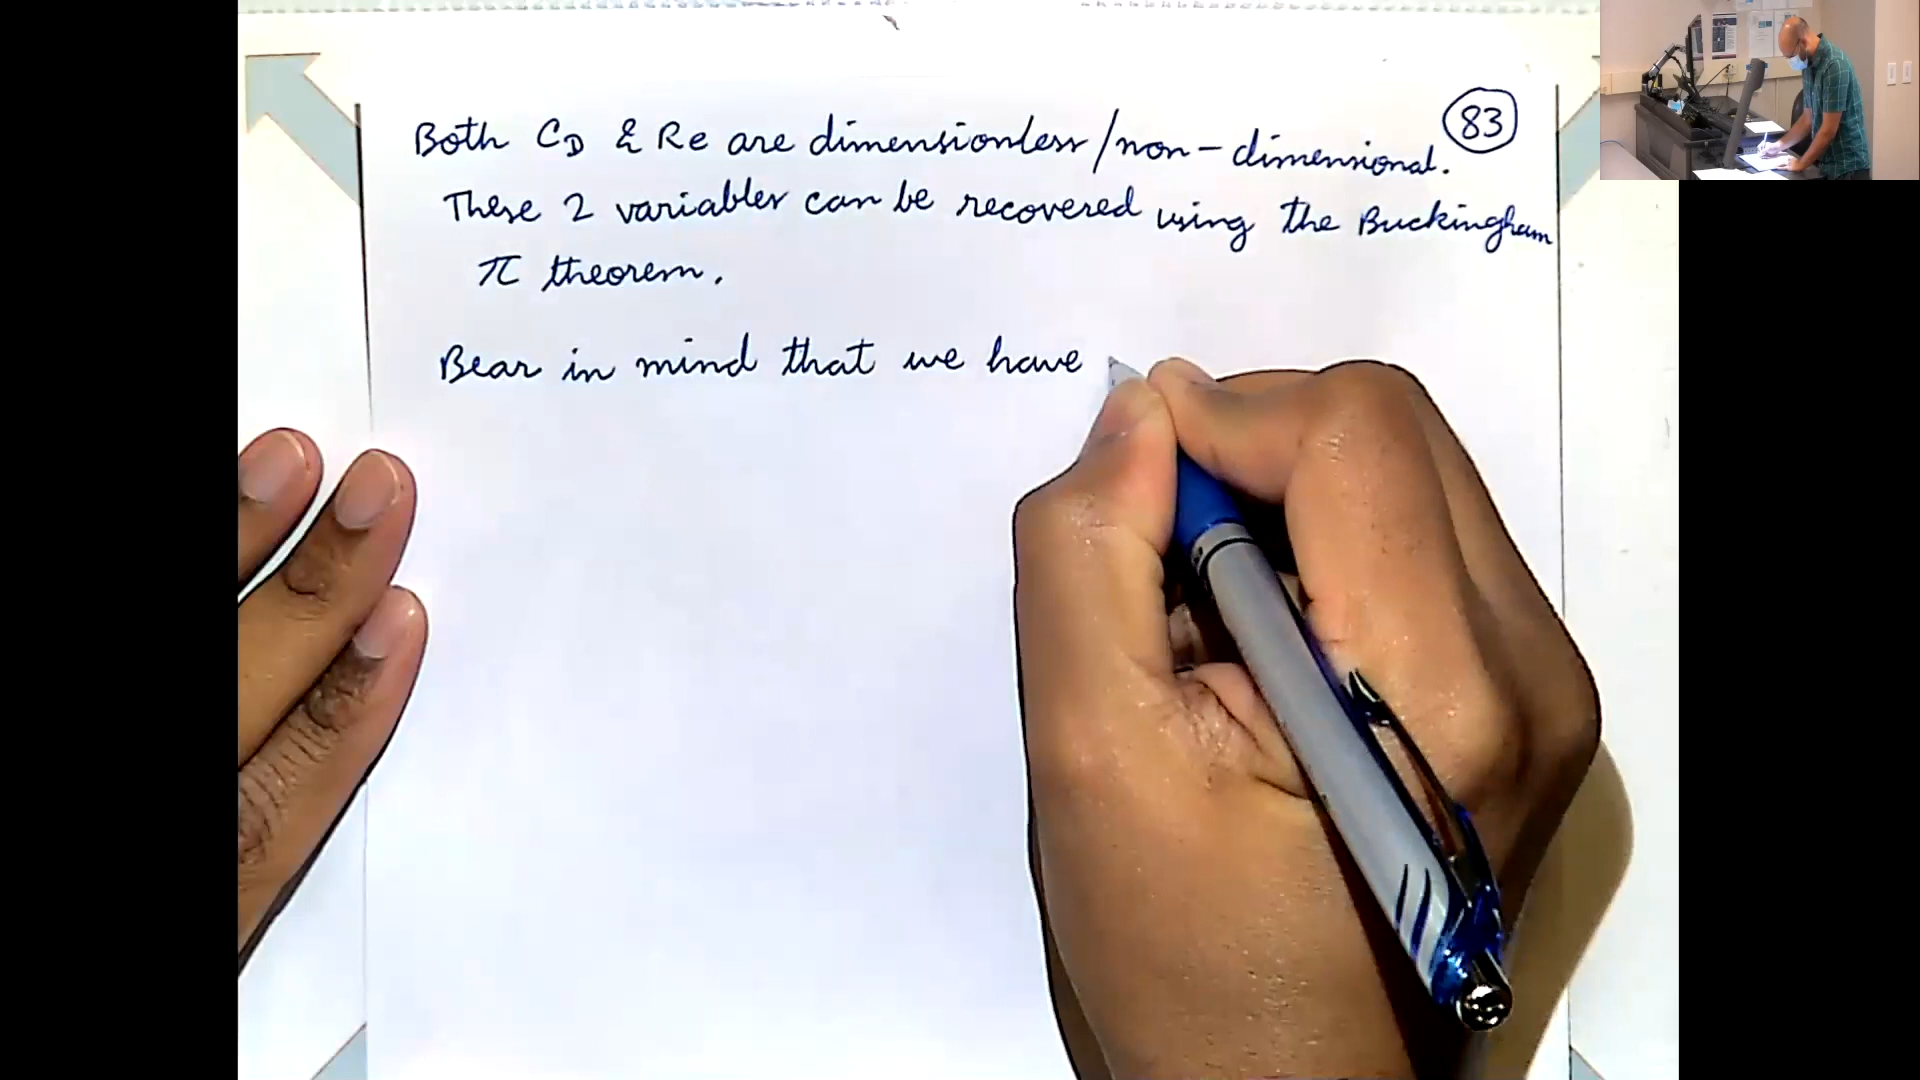 83
Both C_D & Re are dimensionless/non-dimensional.
These 2 variables can be recovered using the Buckingham
π theorem.
Bear in mind that we have